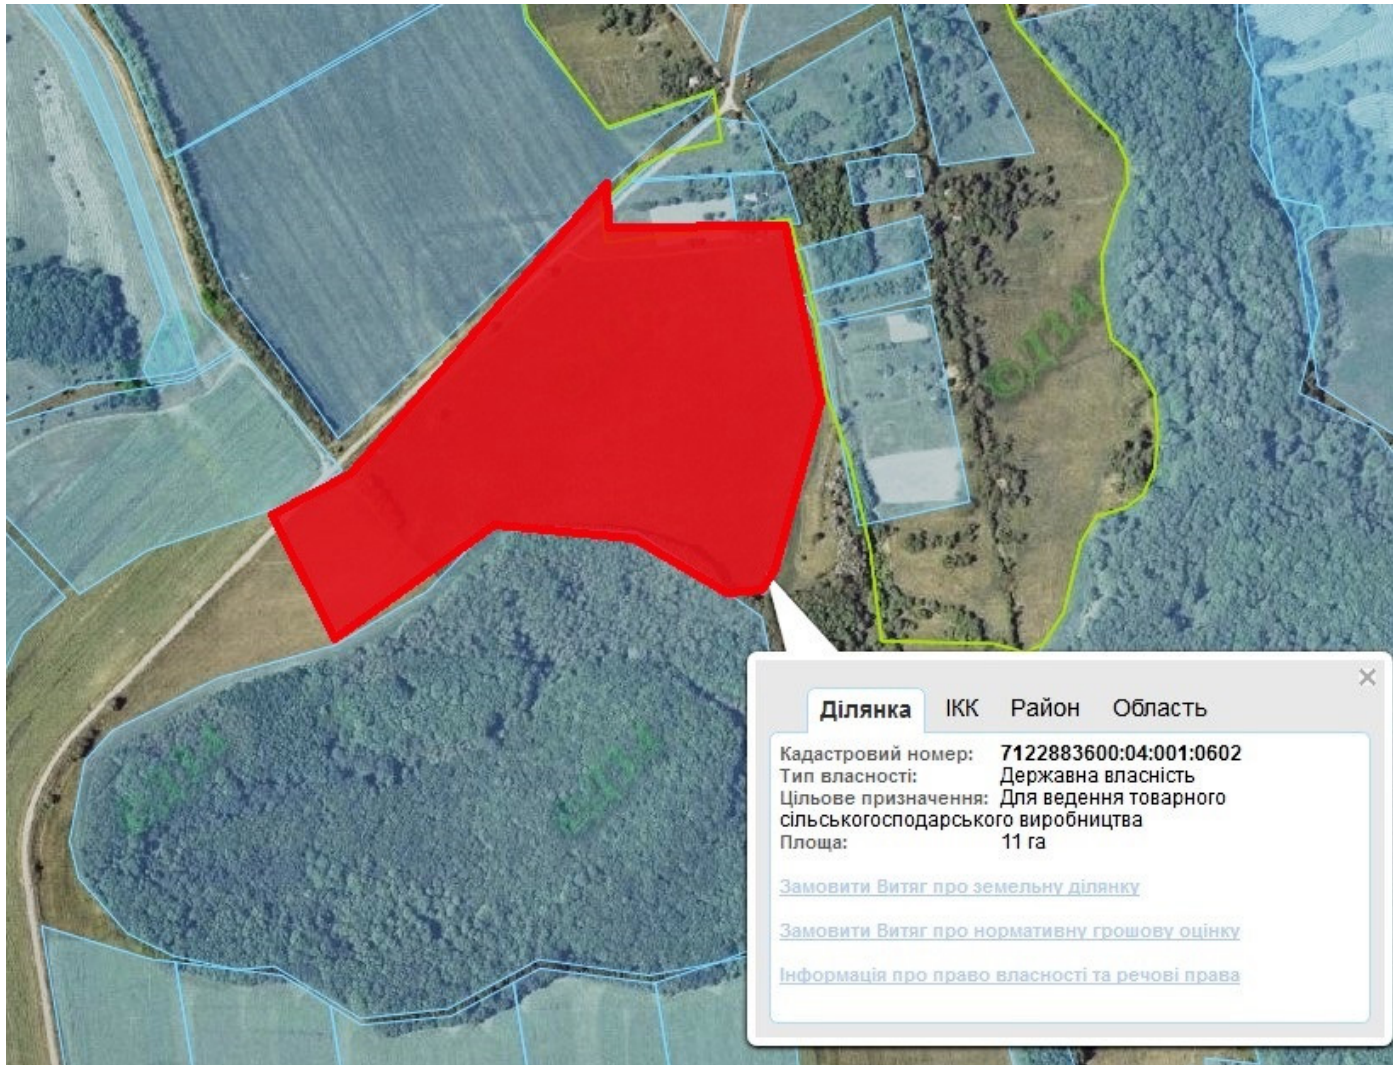 Ділянка ІКК Район Область
Кадастровий номер: 7122883600:04:001:0602
Тип власності: Державна власність
Цільове призначення: Для ведення товарного
сільськогосподарського виробництва
Площа: 11 га
Замовити Витяг про земельну ділянку
Замовити Витяг про нормативну грошову оцінку
Інформація про право власності та речові права